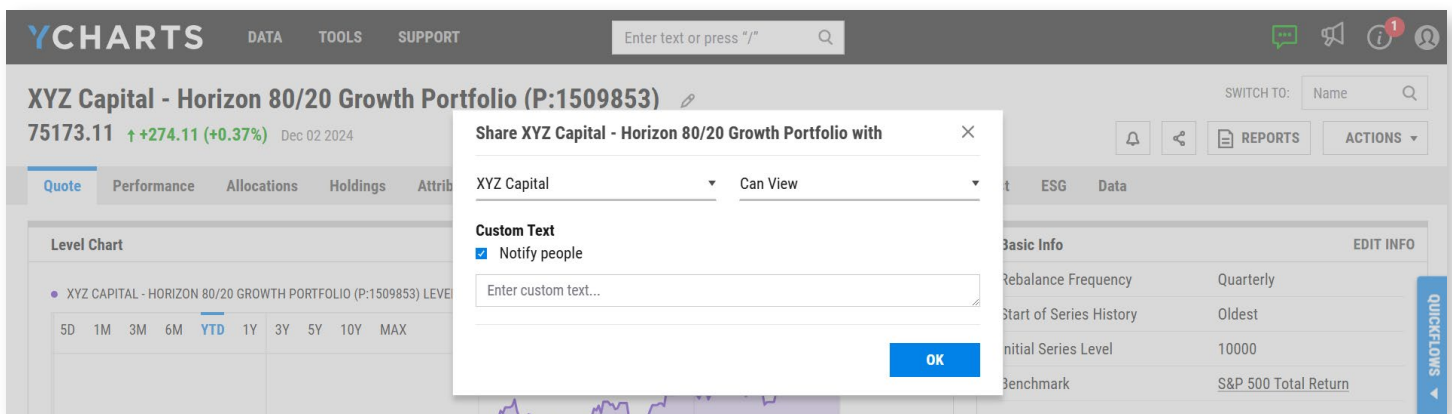 YCHARTS DATA TOOLS SUPPORT Enter text or press "/" 1
XYZ Capital - Horizon 80/20 Growth Portfolio (P:1509853) SWITCH TO: Name
75173.11 ↑ +274.11 (+0.37%) Dec 02 2024 REPORTS ACTIONS
Share XYZ Capital - Horizon 80/20 Growth Portfolio with
Quote Performance Allocations Holdings Attrib t ESG Data
XYZ Capital Can View
Custom Text
Notify people
Enter custom text...
OK
Level Chart
XYZ CAPITAL - HORIZON 80/20 GROWTH PORTFOLIO (P:1509853) LEVE
5D 1M 3M 6M YTD 1Y 3Y 5Y 10Y MAX
Basic Info EDIT INFO
Rebalance Frequency Quarterly
Start of Series History Oldest
nitial Series Level 10000
Benchmark S&P 500 Total Return
QUICKFLOWS